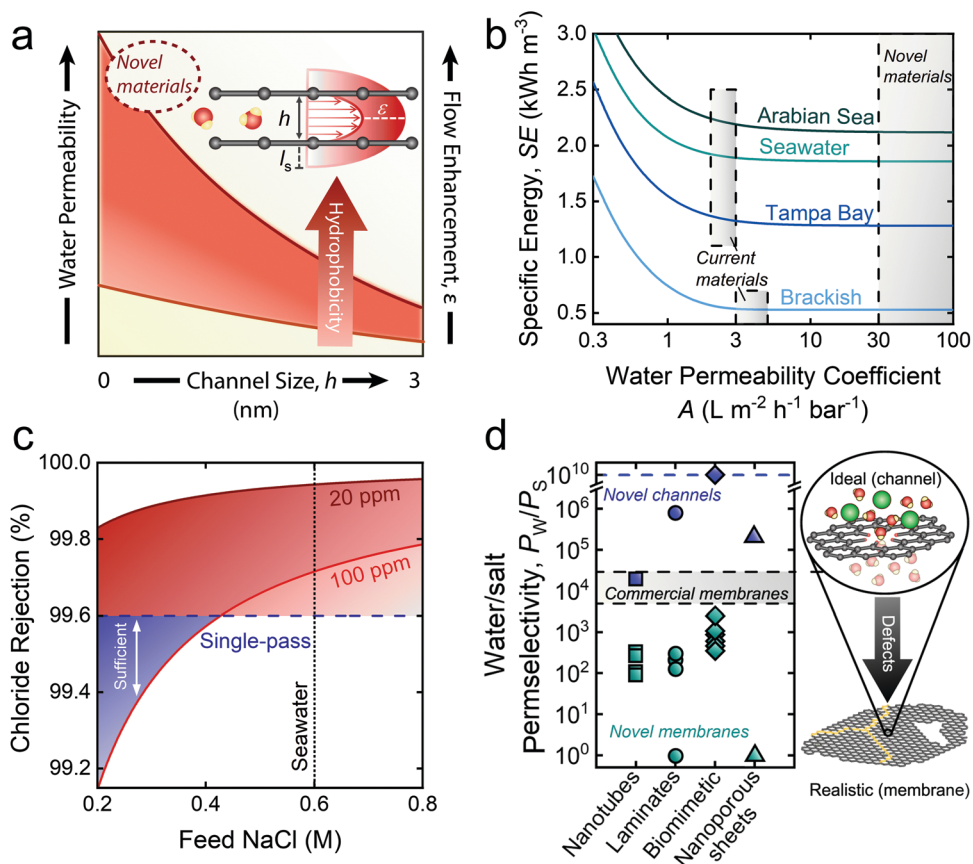 a
Water Permeability
Novel
materials
h
lₛ
ε
Hydrophobicity
Flow Enhancement, ε
0
Channel Size, h
3
(nm)
b
Specific Energy, SE (kWh m⁻³)
3.0
2.5
2.0
1.5
1.0
0.5
Novel
materials
Arabian Sea
Seawater
Tampa Bay
Current
materials
Brackish
0.3
1
3
10
30
100
Water Permeability Coefficient
A (L m⁻² h⁻¹ bar⁻¹)
c
Chloride Rejection (%)
100.0
99.8
99.6
99.4
99.2
20 ppm
100 ppm
Single-pass
Sufficient
Seawater
0.2
0.4
0.6
0.8
Feed NaCl (M)
d
Water/salt
Permselectivity, P_W/P_S
10¹⁰
10⁶
10⁵
10⁴
10³
10²
10¹
10⁰
Novel channels
Commercial membranes
Novel membranes
Nanotubes
Laminates
Biomimetic
Nanoporous
sheets
Ideal (channel)
Defects
Realistic (membrane)